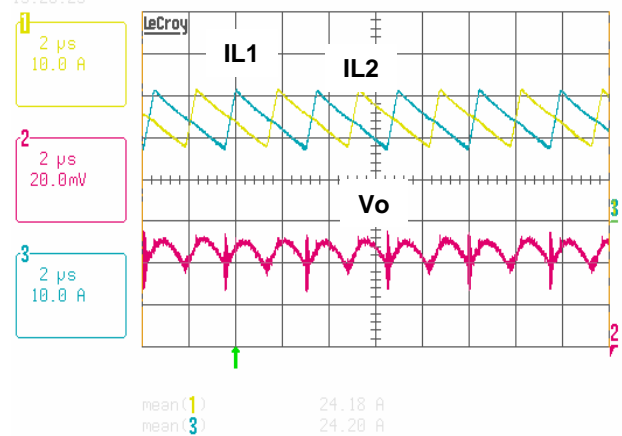 LeCroy
1
2 µs
10.0 A
IL1
IL2
2
2 µs
20.0mV
Vo
3
3
2 µs
10.0 A
2
mean(1)
24.18 A
mean(3)
24.20 A